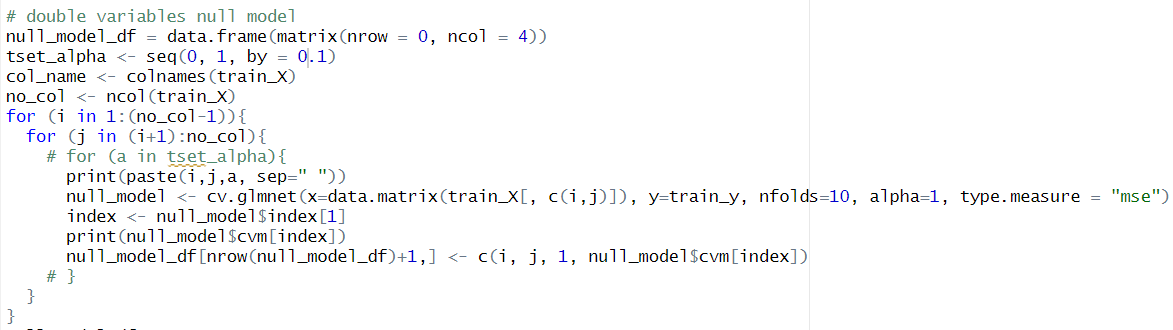 # double variables null model
null_model_df = data.frame(matrix(nrow = 0, ncol = 4))
tset_alpha <- seq(0, 1, by = 0.1)
col_name <- colnames(train_X)
no_col <- ncol(train_X)
for (i in 1:(no_col-1)){
  for (j in (i+1):no_col){
    # for (a in tset_alpha){
      print(paste(i,j,a, sep=" "))
      null_model <- cv.glmnet(x=data.matrix(train_X[, c(i,j)]), y=train_y, nfolds=10, alpha=1, type.measure = "mse")
      index <- null_model$index[1]
      print(null_model$cvm[index])
      null_model_df[nrow(null_model_df)+1,] <- c(i, j, 1, null_model$cvm[index])
    # }
  }
}